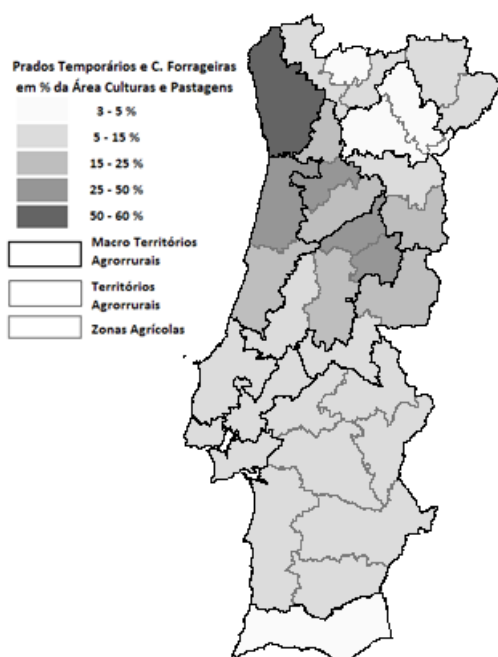 Prados Temporários e C. Forrageiras
em % da Área Culturas e Pastagens
3 - 5 %
5 - 15 %
15 - 25 %
25 - 50 %
50 - 60 %
Macro Territórios
Agrorrurais
Territórios
Agrorrurais
Zonas Agrícolas